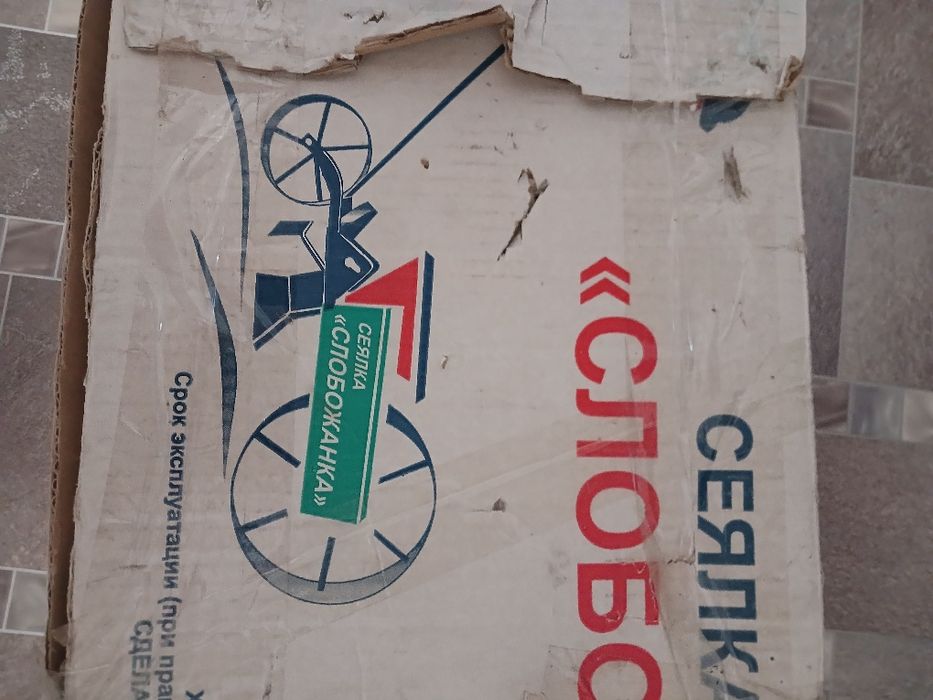 СЕЯЛКА
«СЛОБО
СЕЯЛКА
«СЛОБОЖАНКА»
Срок эксплуатации (при пра
СДЕЛА